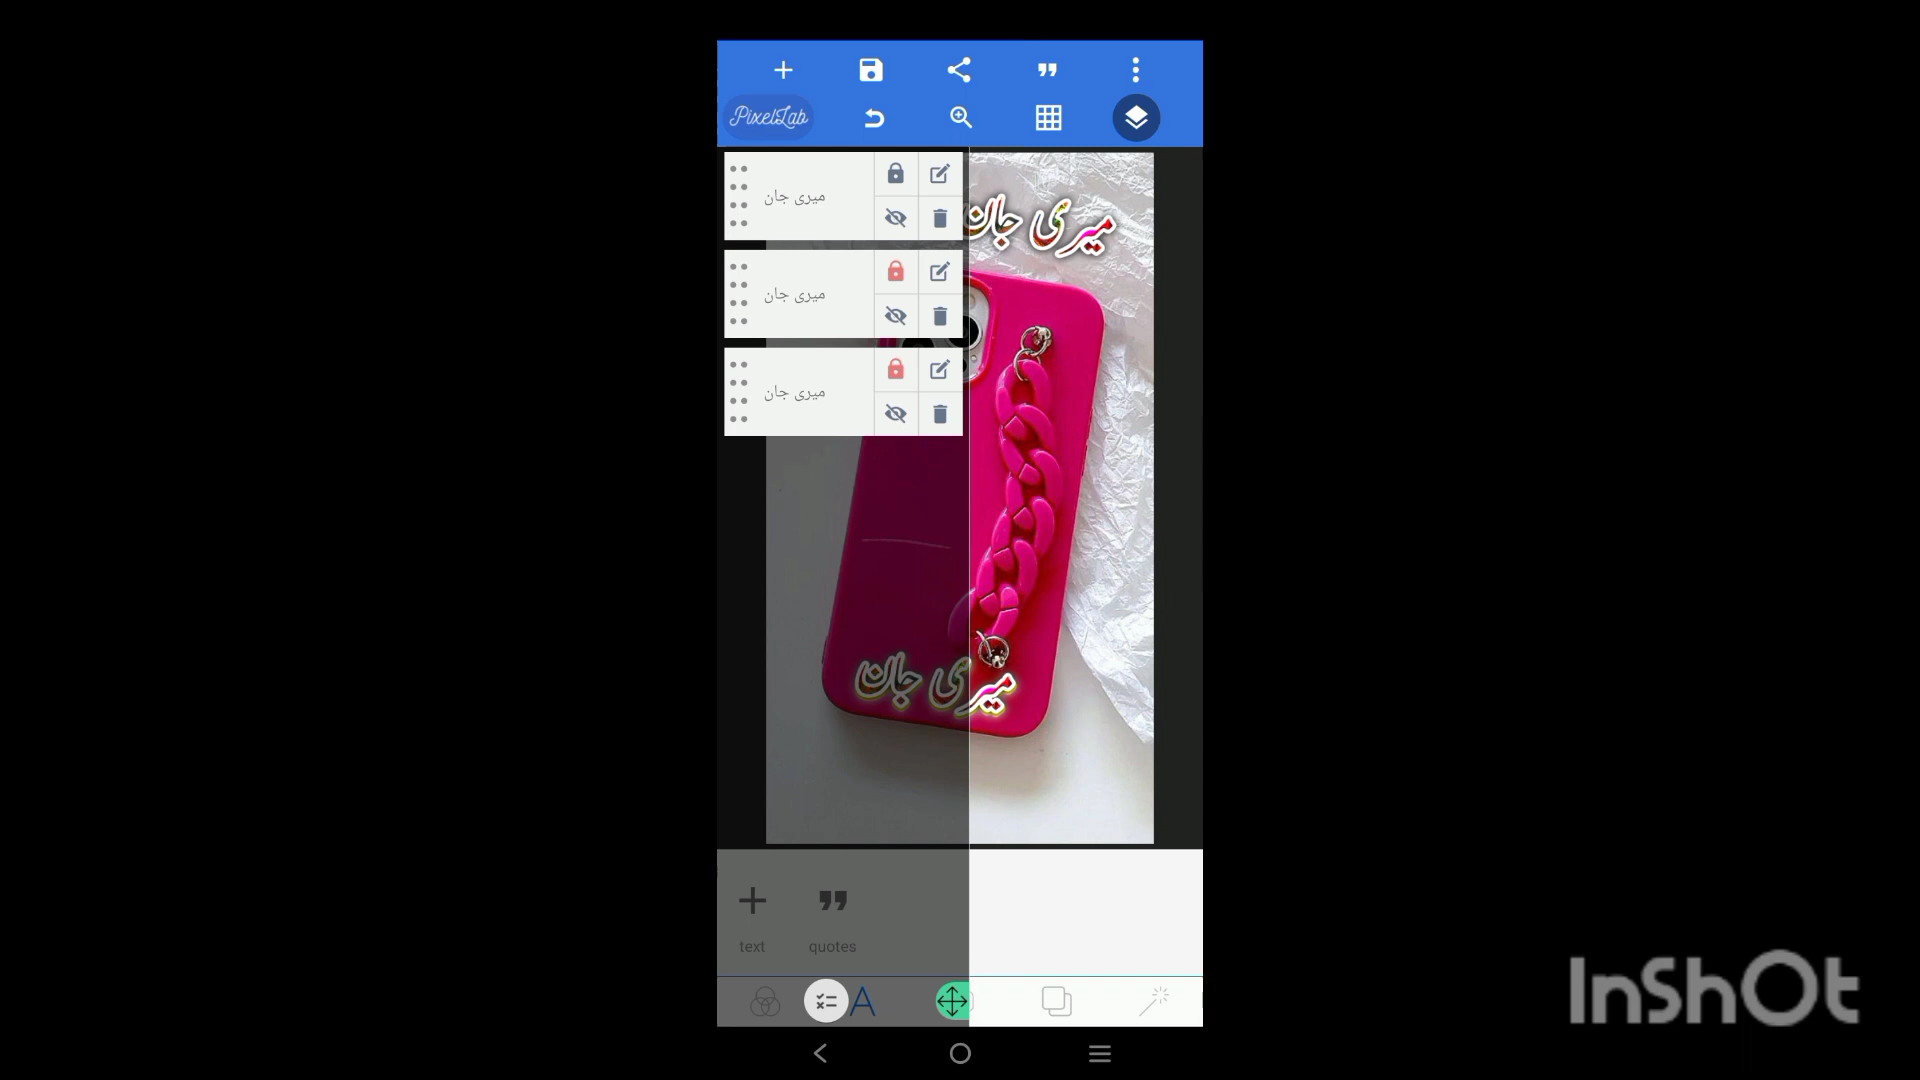 PixelLab
میری جان
میری جان
میری جان
میری جان
میری جان
text
quotes
A
InShOt